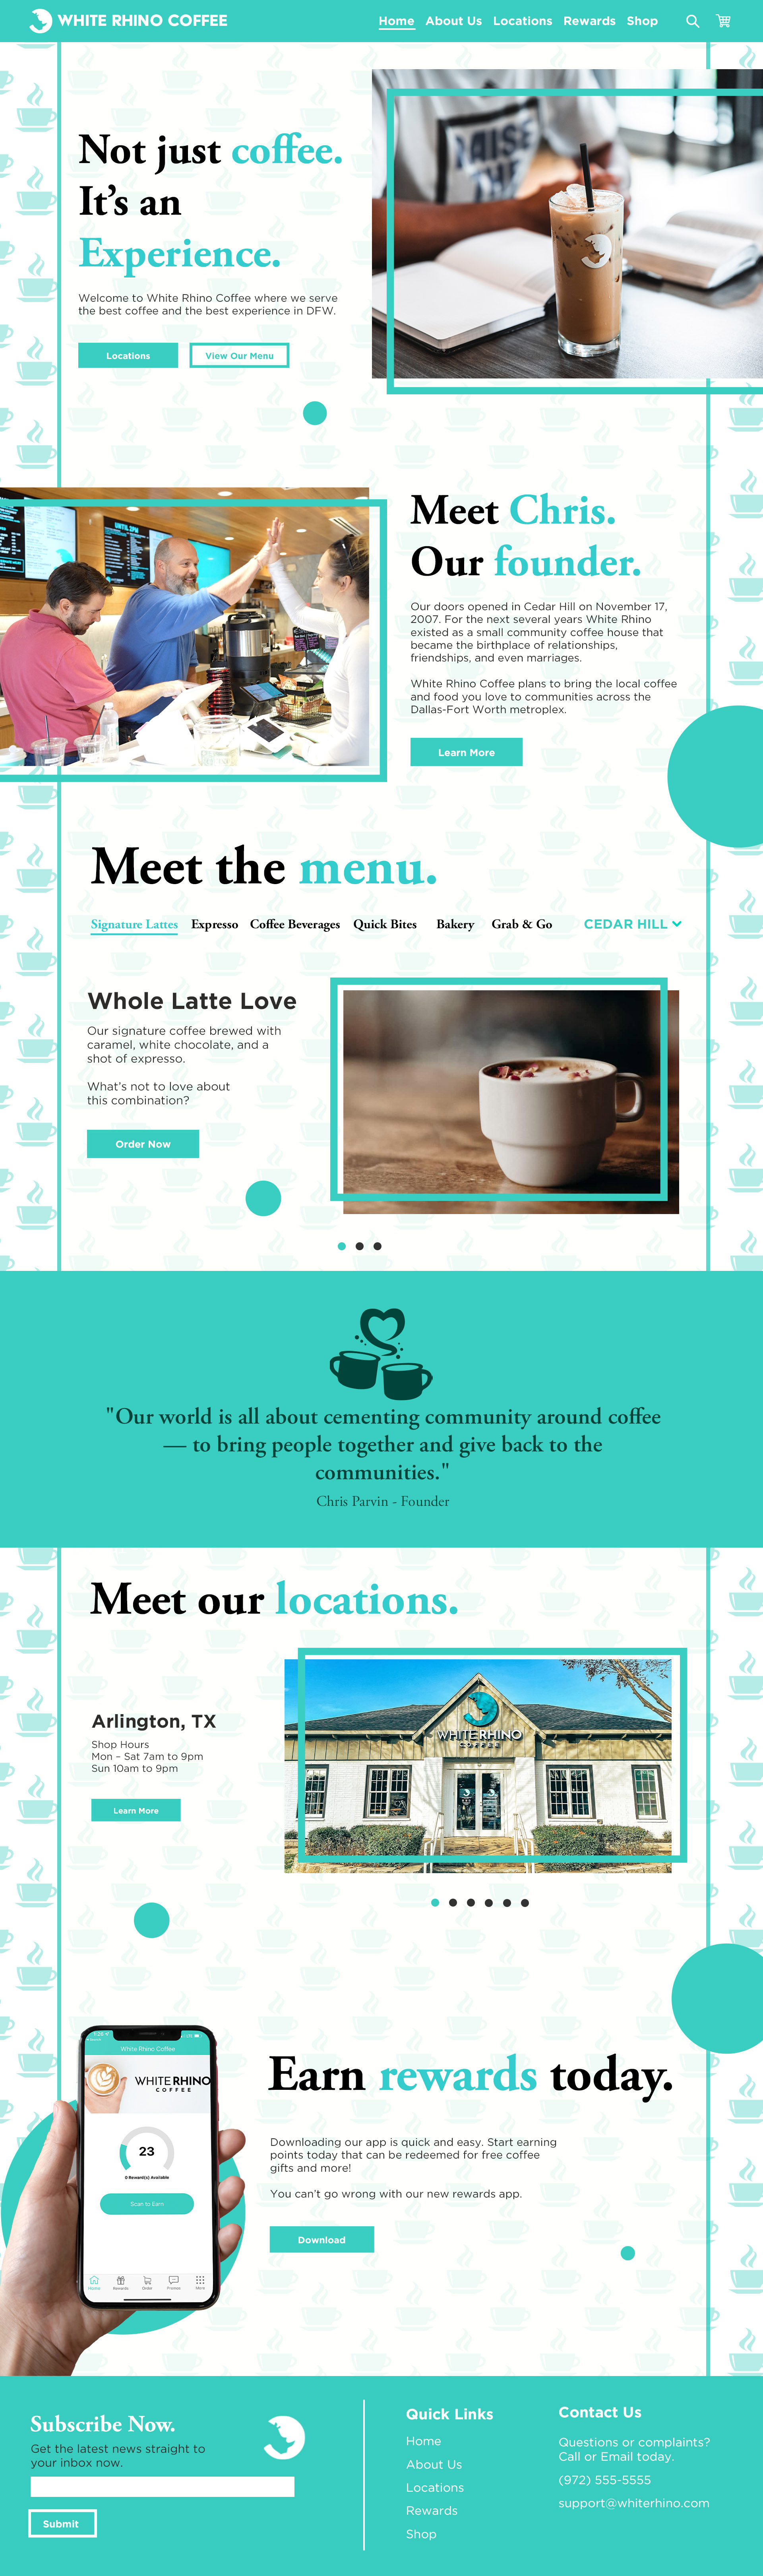 WHITE RHINO COFFEE
Home About Us Locations Rewards Shop
Not just coffee.
It's an
Experience.
Welcome to White Rhino Coffee where we serve
the best coffee and the best experience in DFW.
Locations View Our Menu
UNTIL 2PM
Meet Chris.
Our founder.
Our doors opened in Cedar Hill on November 17,
2007. For the next several years White Rhino
existed as a small community coffee house that
became the birthplace of relationships,
friendships, and even marriages.
White Rhino Coffee plans to bring the local coffee
and food you love to communities across the
Dallas-Fort Worth metroplex.
Learn More
Meet the menu.
Signature Lattes Expresso Coffee Beverages Quick Bites Bakery Grab & Go CEDAR HILL
Whole Latte Love
Our signature coffee brewed with
caramel, white chocolate, and a
shot of expresso.
What's not to love about
this combination?
Order Now
"Our world is all about cementing community around coffee
— to bring people together and give back to the
communities."
Chris Parvin - Founder
Meet our locations.
WHITE RHINO
COFFEE
Arlington, TX
Shop Hours
Mon – Sat 7am to 9pm
Sun 10am to 9pm
Learn More
White Rhino Coffee
WHITE RHINO
COFFEE
23
0 Reward(s) Available
Scan to Earn
Home Rewards Order Promos More
Earn rewards today.
Downloading our app is quick and easy. Start earning
points today that can be redeemed for free coffee
gifts and more!
You can't go wrong with our new rewards app.
Download
Subscribe Now.
Get the latest news straight to
your inbox now.
Submit
Quick Links
Home
About Us
Locations
Rewards
Shop
Contact Us
Questions or complaints?
Call or Email today.
(972) 555-5555
support@whiterhino.com